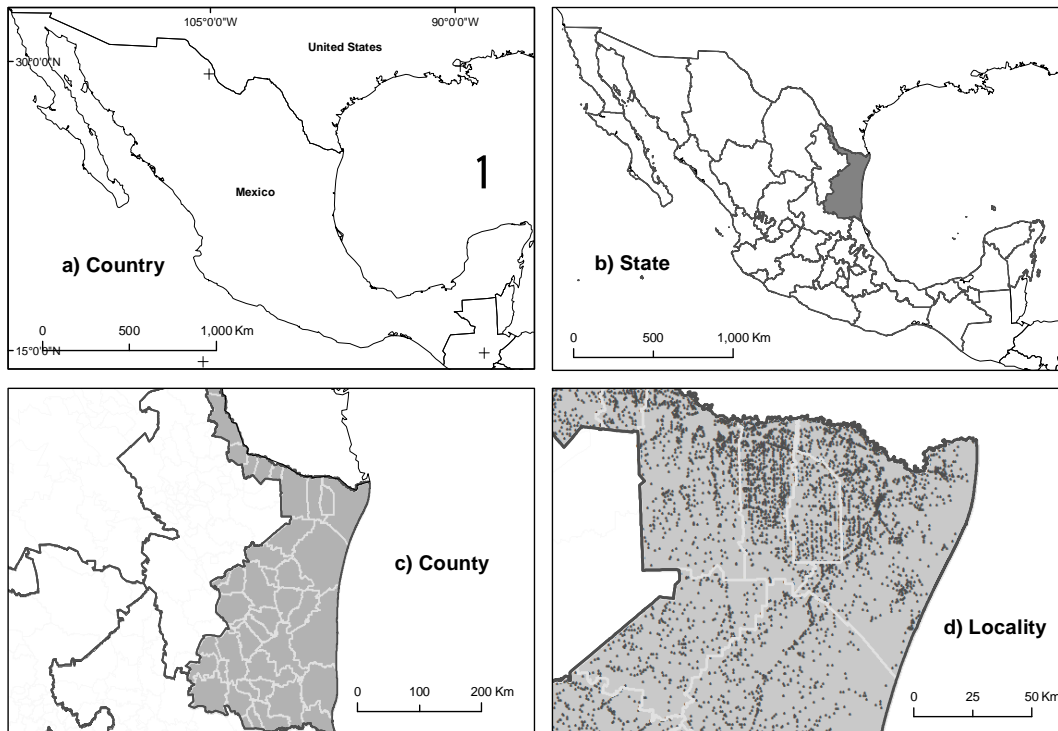 105°0'0"W
90°0'0"W
United States
30°0'0"N
Mexico
1
a) Country
0 500 1,000 Km
15°0'0"N
b) State
0 500 1,000 Km
c) County
0 100 200 Km
d) Locality
0 25 50 Km